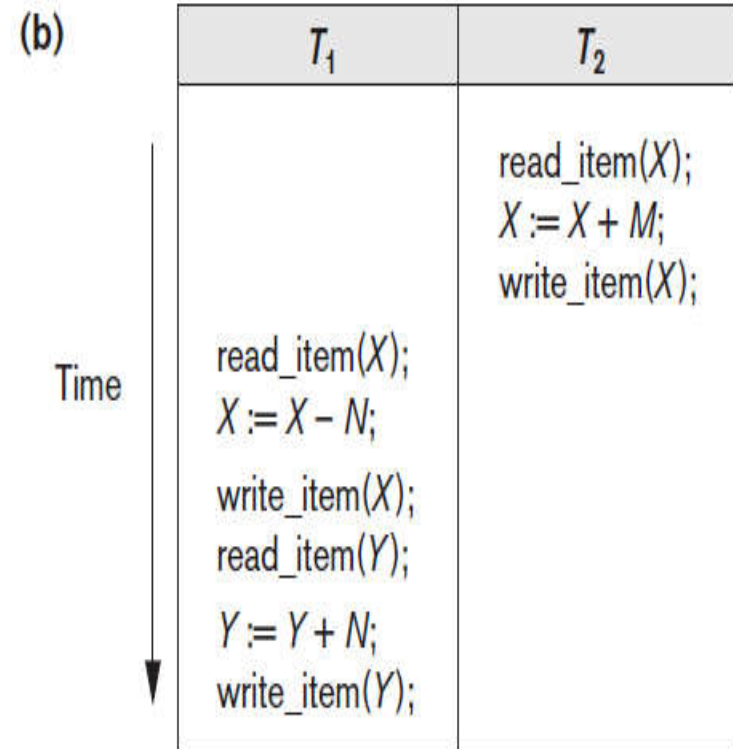 (b)
T₁ T₂
read_item(X);
X := X + M;
write_item(X);
Time
read_item(X);
X := X – N;
write_item(X);
read_item(Y);
Y := Y + N;
write_item(Y);